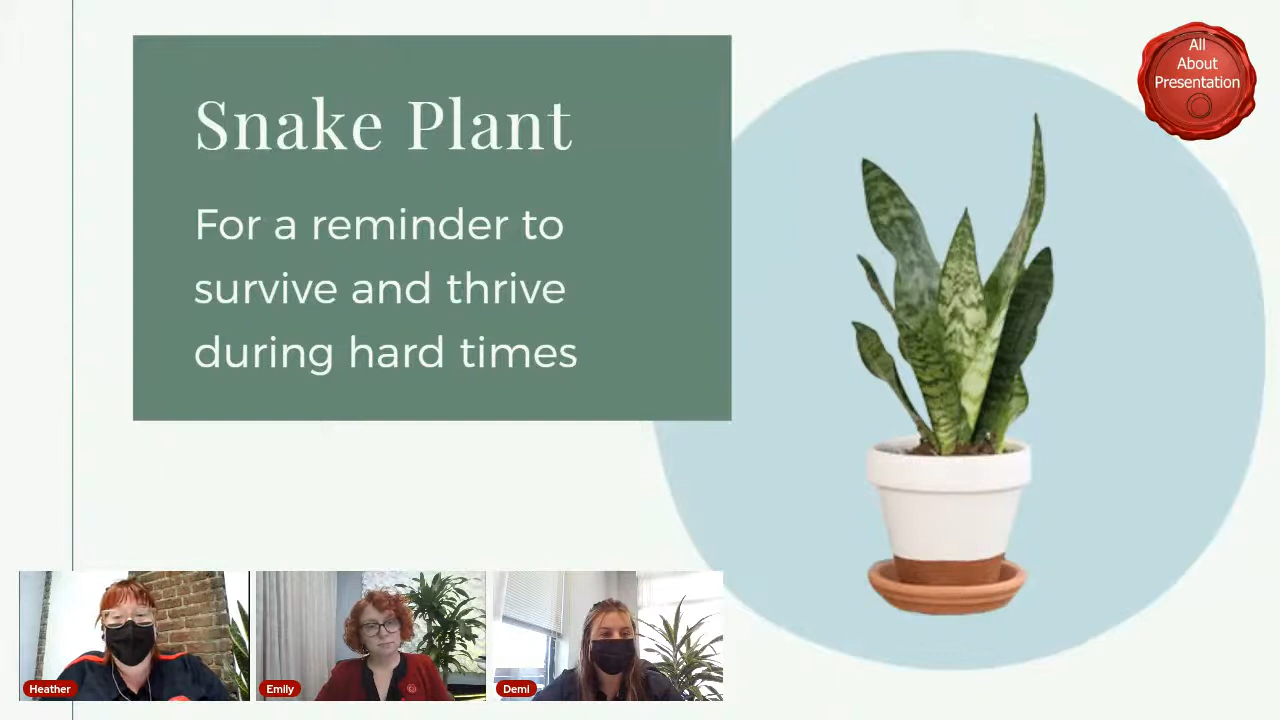 Snake Plant
For a reminder to
survive and thrive
during hard times
All
About
Presentation
Heather
Emily
Demi